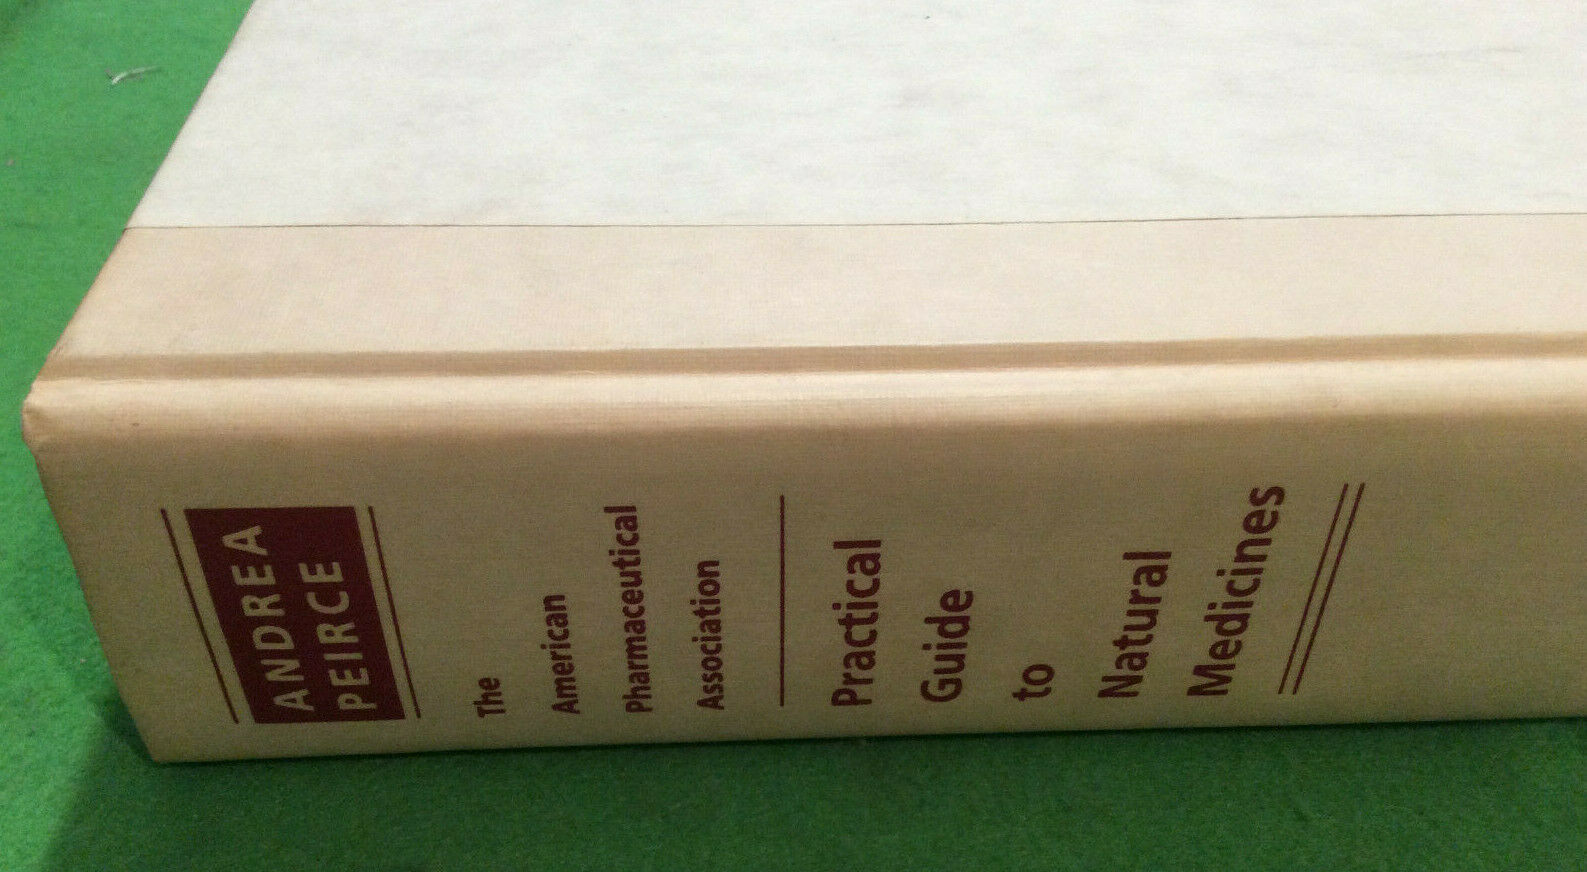 ANDREA
PEIRCE
The
American
Pharmaceutical
Association
Practical
Guide
to
Natural
Medicines